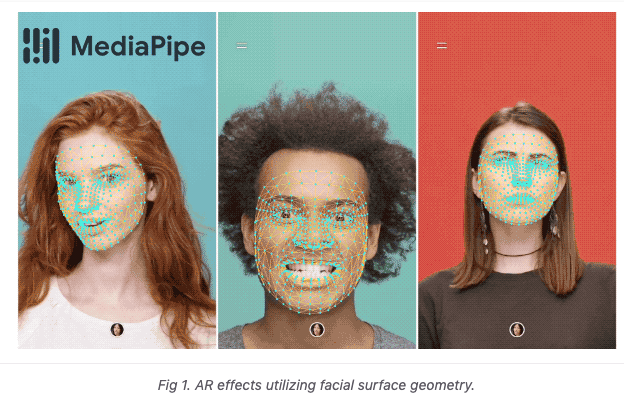 MediaPipe
Fig 1. AR effects utilizing facial surface geometry.